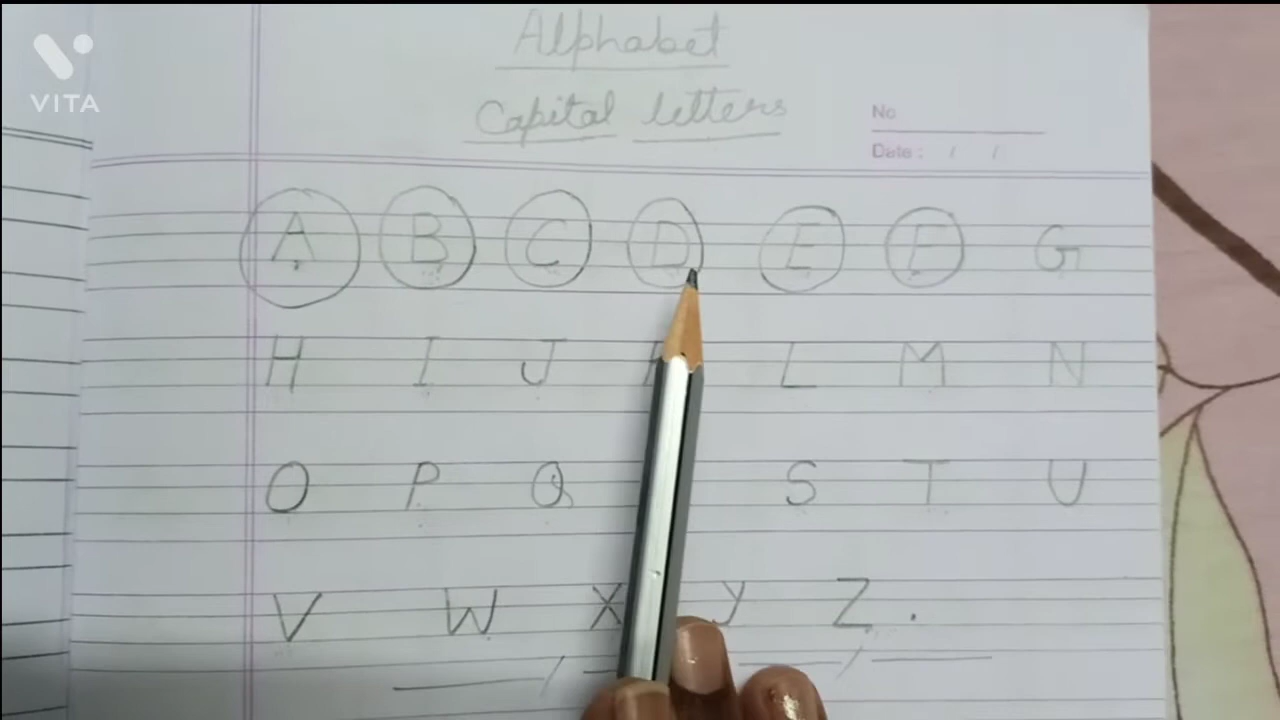 VITA
Alphabet
Capital letters
No
Date : / /
A B C D E F G
H I J L M N
O P Q S T U
V W X Y Z .